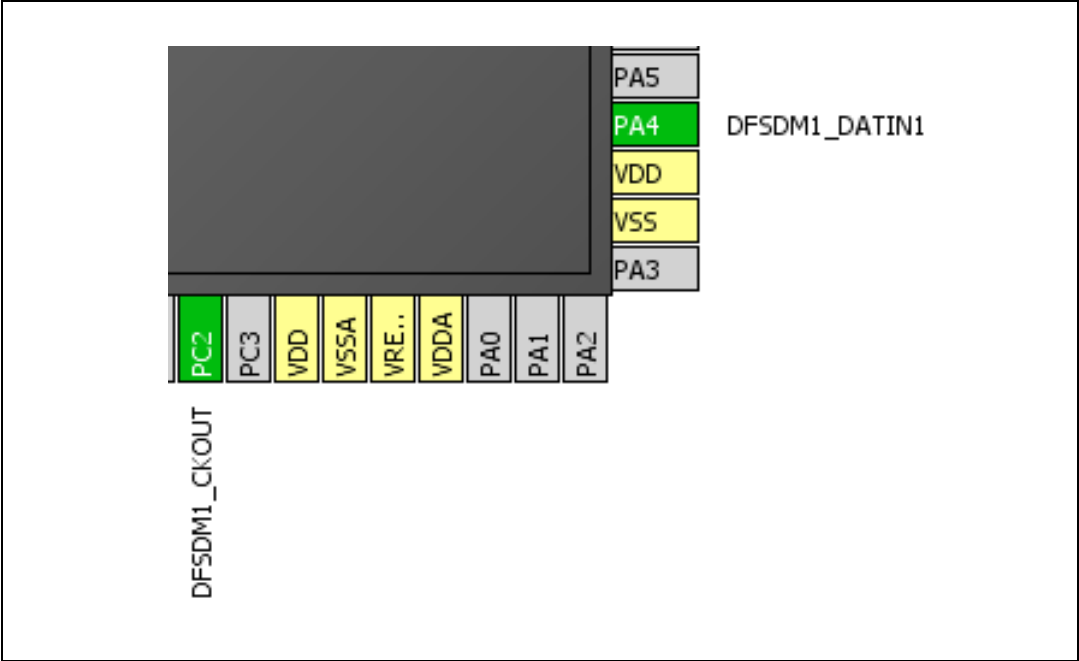 PA5
PA4 DFSDM1_DATIN1
VDD
VSS
PA3
PC2
PC3
VDD
VSSA
VRE..
VDDA
PA0
PA1
PA2
DFSDM1_CKOUT